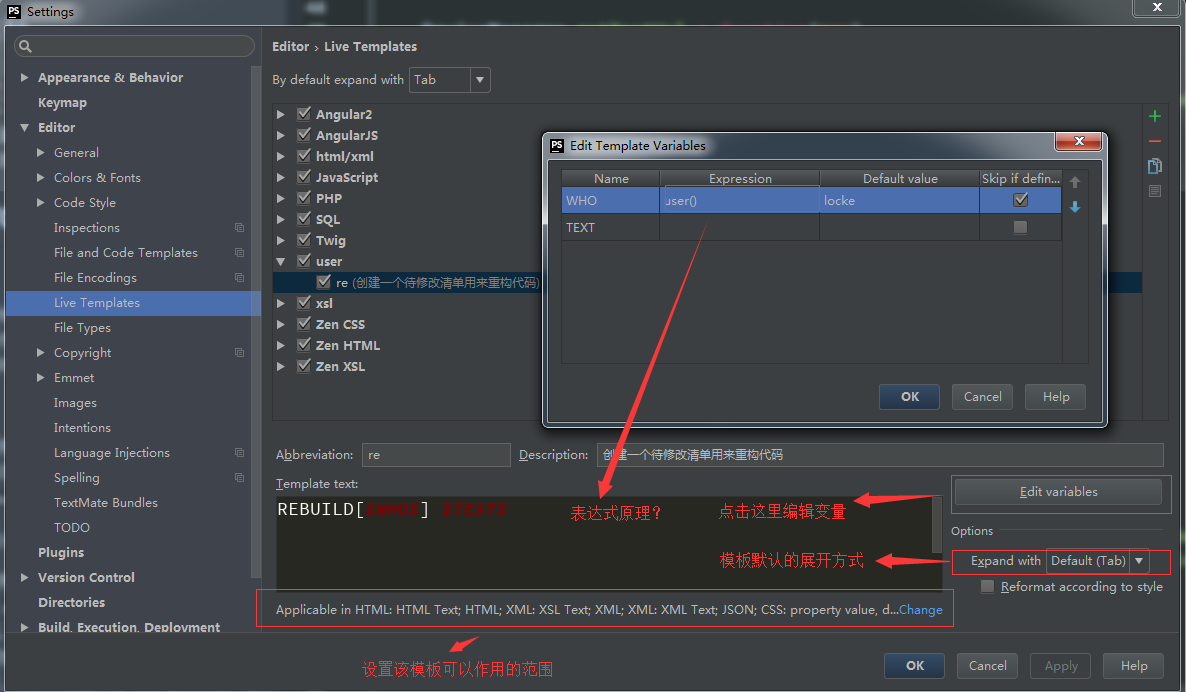 PS Settings
Editor › Live Templates
By default expand with Tab
Appearance & Behavior
Keymap
Editor
General
Colors & Fonts
Code Style
Inspections
File and Code Templates
File Encodings
Live Templates
File Types
Copyright
Emmet
Images
Intentions
Language Injections
Spelling
TextMate Bundles
TODO
Plugins
Version Control
Directories
Build, Execution, Deployment
Angular2
AngularJS
html/xml
JavaScript
PHP
SQL
Twig
user
re (创建一个待修改清单用来重构代码)
xsl
Zen CSS
Zen HTML
Zen XSL
PS Edit Template Variables
Name Expression Default value Skip if defin...
WHO user() locke
TEXT
OK Cancel Help
Abbreviation: re Description: 创建一个待修改清单用来重构代码
Template text:
REBUILD[$WHO$] $TEXT$
表达式原理?
点击这里编辑变量
模板默认的展开方式
Edit variables
Options
Expand with Default (Tab)
Reformat according to style
Applicable in HTML: HTML Text; HTML; XML: XSL Text; XML; XML: XML Text; JSON; CSS: property value, d...Change
设置该模板可以作用的范围
OK Cancel Apply Help